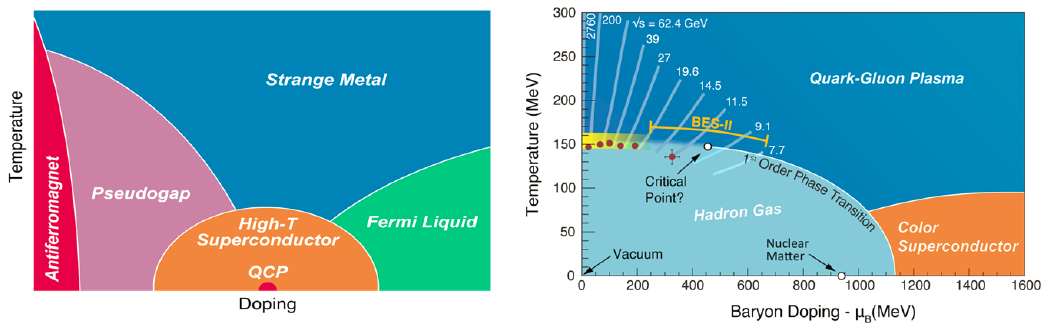 Temperature
Antiferromagnet
Strange Metal
Pseudogap
High-T
Superconductor
QCP
Fermi Liquid
Doping
Temperature (MeV)
300
250
200
150
100
50
0
2760
200
√s = 62.4 GeV
39
27
19.6
14.5
11.5
9.1
7.7
BES-II
Quark-Gluon Plasma
Critical
Point?
1st Order Phase Transition
Hadron Gas
Color
Superconductor
Vacuum
Nuclear
Matter
0 200 400 600 800 1000 1200 1400 1600
Baryon Doping - μB(MeV)